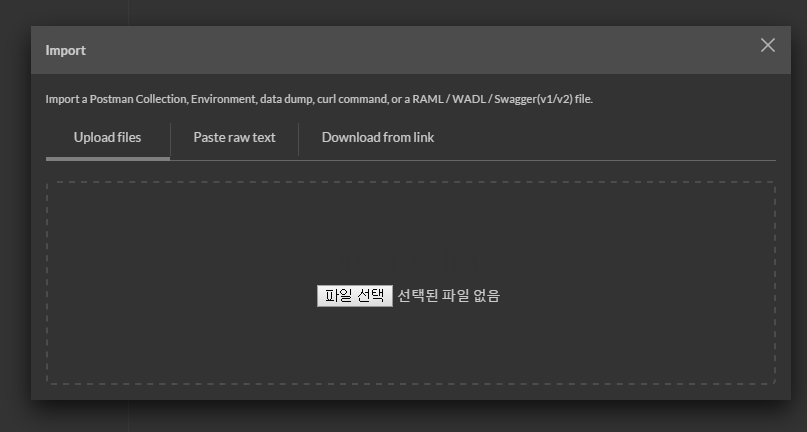 Import
Import a Postman Collection, Environment, data dump, curl command, or a RAML / WADL / Swagger(v1/v2) file.
Upload files Paste raw text Download from link
파일 선택 선택된 파일 없음